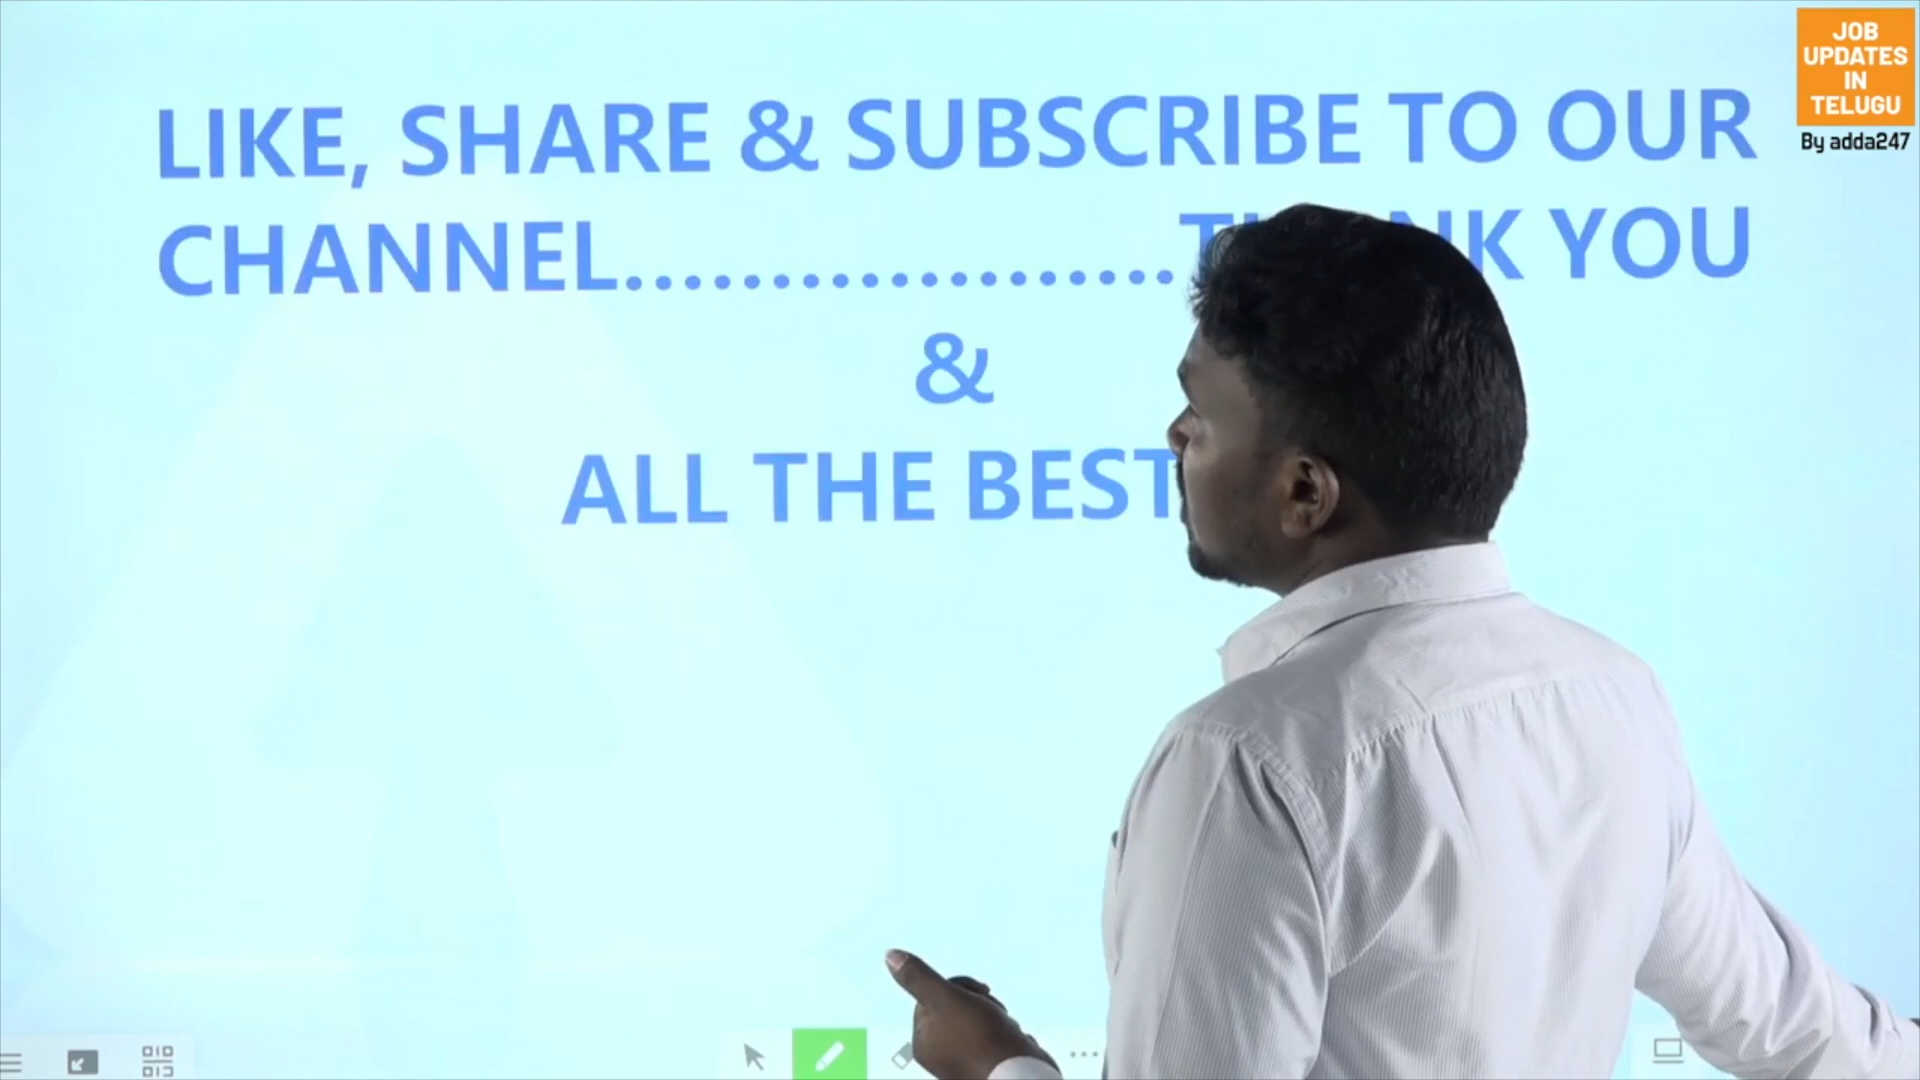 LIKE, SHARE & SUBSCRIBE TO OUR
CHANNEL................... YOU
&
ALL THE BEST
JOB
UPDATES
IN
TELUGU
By adda247